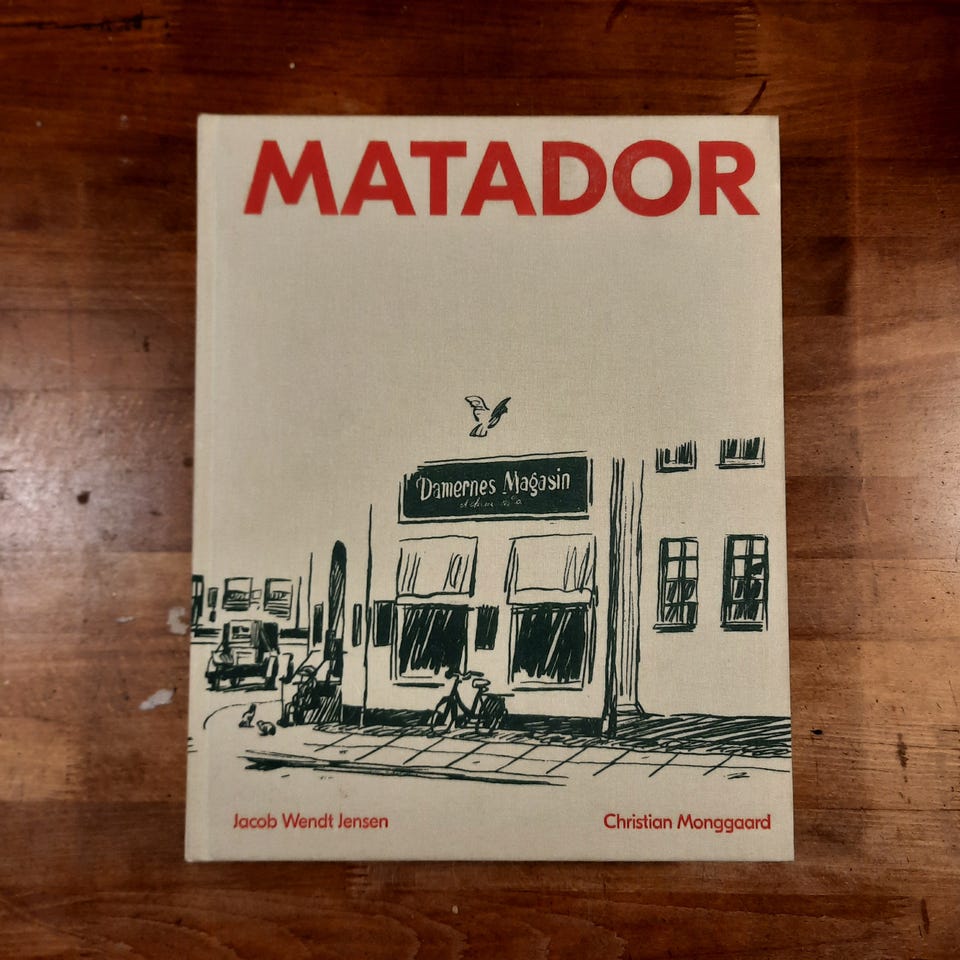 MATADOR
Damernes Magasin
Jacob Wendt Jensen
Christian Monggaard